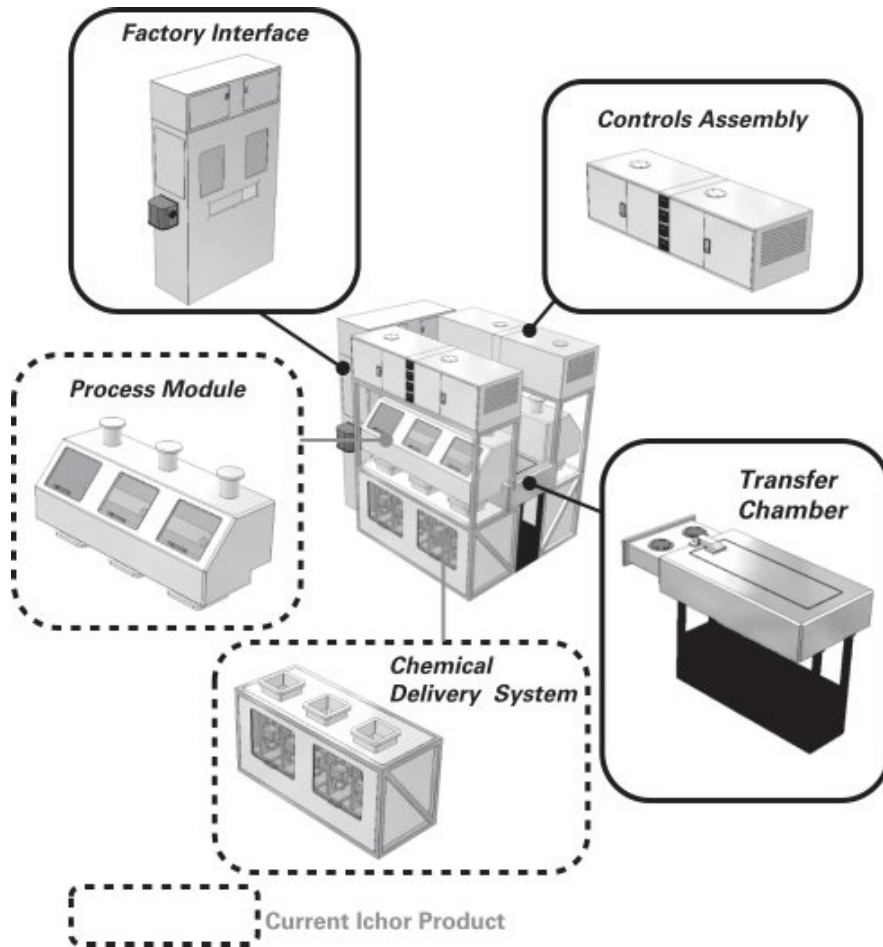 Factory Interface
Controls Assembly
Process Module
Transfer
Chamber
Chemical
Delivery System
Current Ichor Product